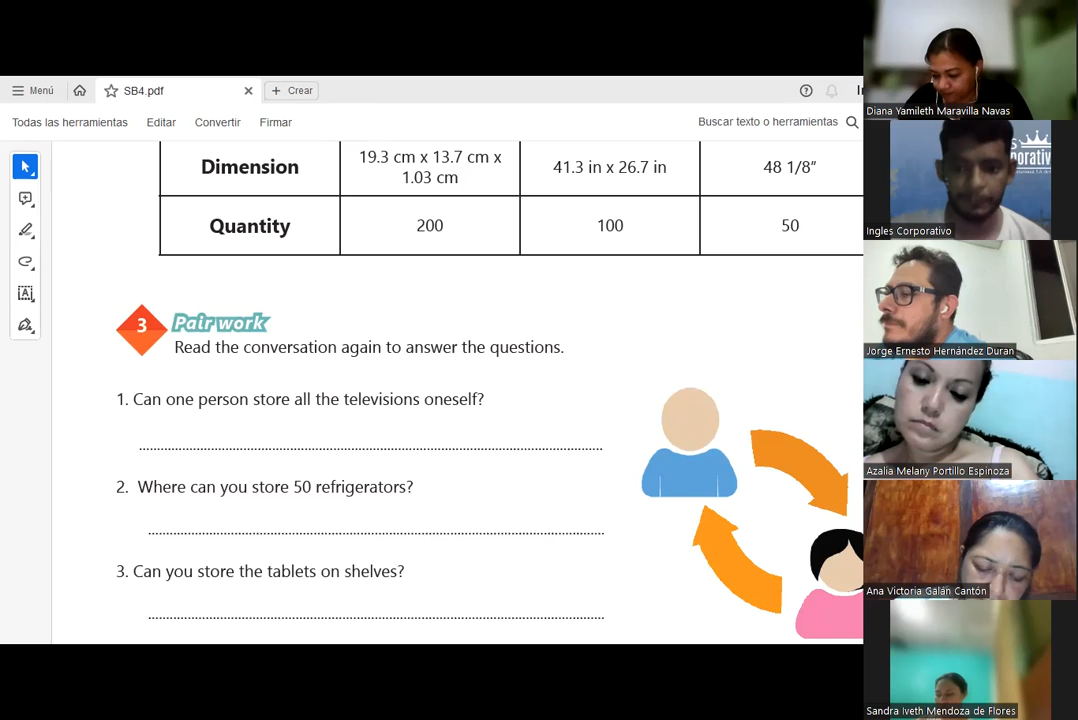 Menú
SB4.pdf
Crear
Todas las herramientas
Editar
Convertir
Firmar
Buscar texto o herramientas
Dimension
19.3 cm x 13.7 cm x
1.03 cm
41.3 in x 26.7 in
48 1/8”
Quantity
200
100
50
3
Pair work
Read the conversation again to answer the questions.
1. Can one person store all the televisions oneself?
2. Where can you store 50 refrigerators?
3. Can you store the tablets on shelves?
Diana Yamileth Maravilla Navas
Ingles Corporativo
Jorge Ernesto Hernández Duran
Azalia Melany Portillo Espinoza
Ana Victoria Galán Cantón
Sandra Iveth Mendoza de Flores